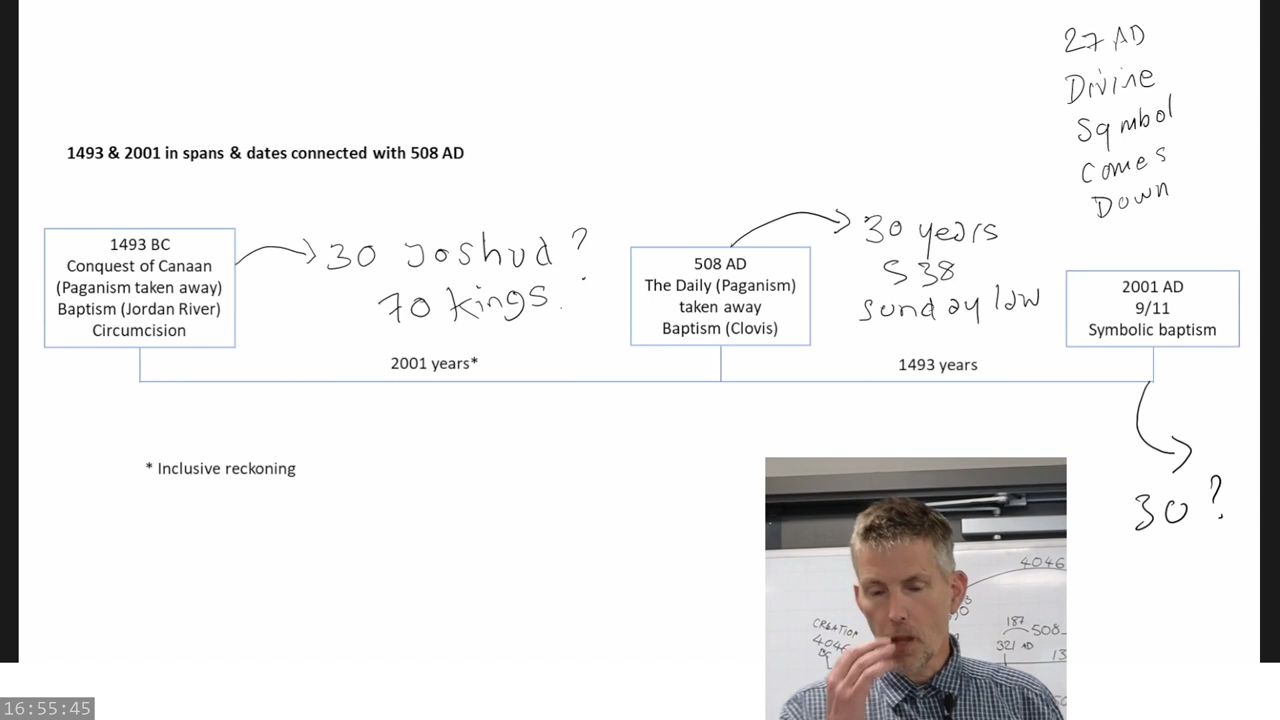 27 AD
Divine
Symbol
Comes
Down
1493 & 2001 in spans & dates connected with 508 AD
1493 BC
Conquest of Canaan
(Paganism taken away)
Baptism (Jordan River)
Circumcision
30 Joshua?
70 kings.
508 AD
The Daily (Paganism)
taken away
Baptism (Clovis)
30 years
538
Sunday law
2001 AD
9/11
Symbolic baptism
2001 years*
1493 years
* Inclusive reckoning
30?
4046
CREATION
4046
BC
187
508
321 AD
13
16:55:45